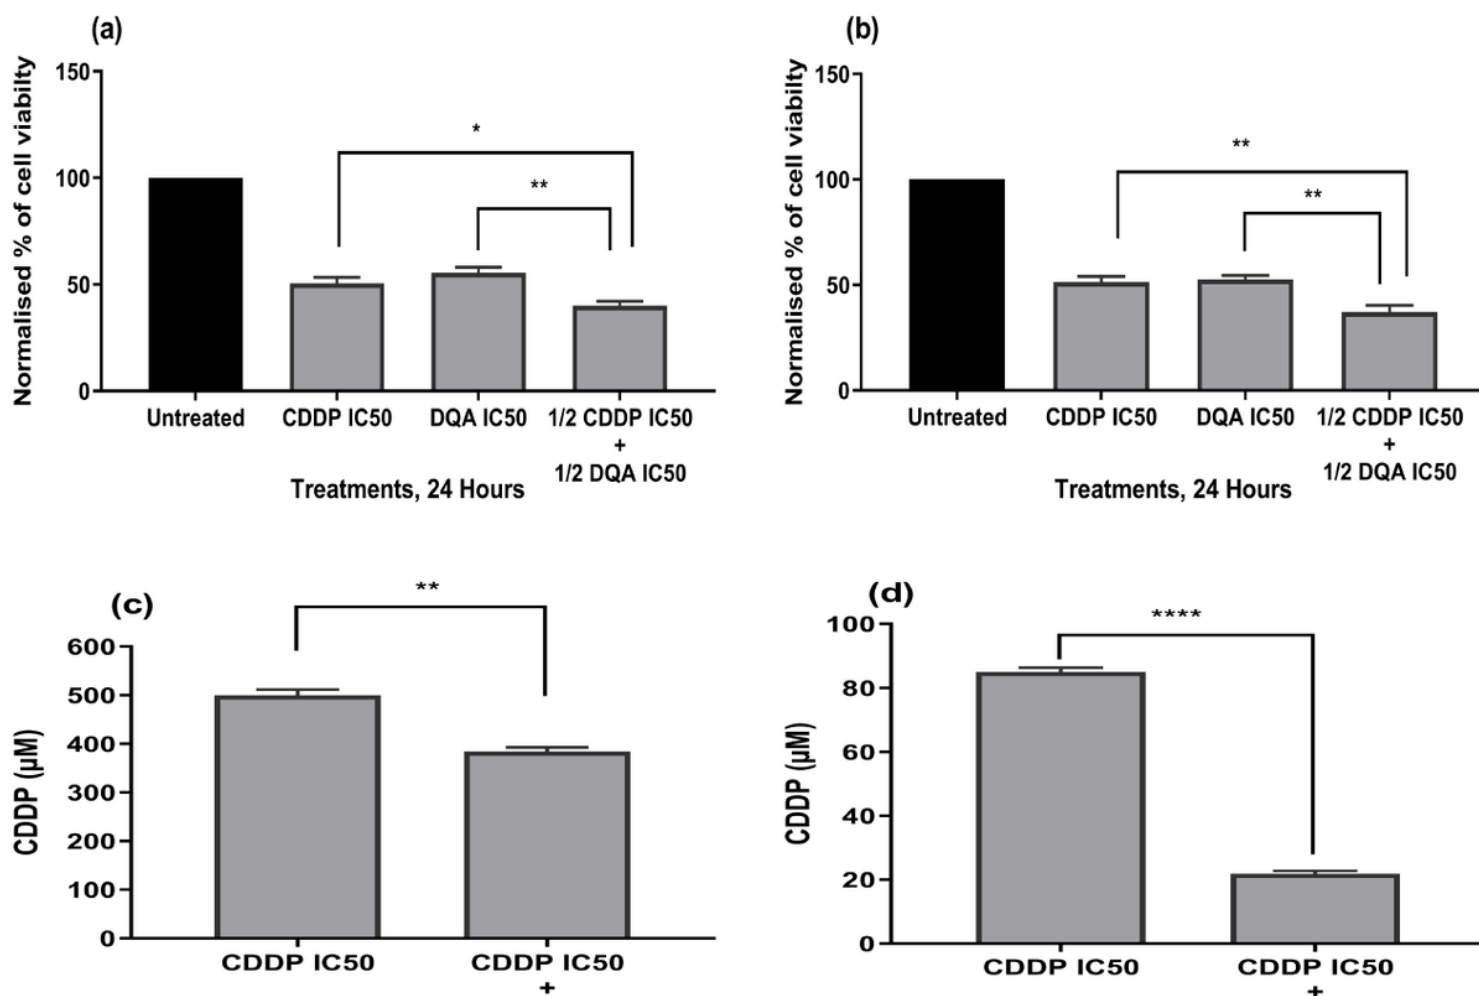 (a)
Normalised % of cell viabilty
150
100
50
0
*
**
Untreated
CDDP IC50
DQA IC50
1/2 CDDP IC50
+
1/2 DQA IC50
Treatments, 24 Hours
(b)
Normalised % of cell viabilty
150
100
50
0
**
**
Untreated
CDDP IC50
DQA IC50
1/2 CDDP IC50
+
1/2 DQA IC50
Treatments, 24 Hours
(c)
CDDP (µM)
600
500
400
300
200
100
0
**
CDDP IC50
CDDP IC50
+
(d)
CDDP (µM)
100
80
60
40
20
0
****
CDDP IC50
CDDP IC50
+